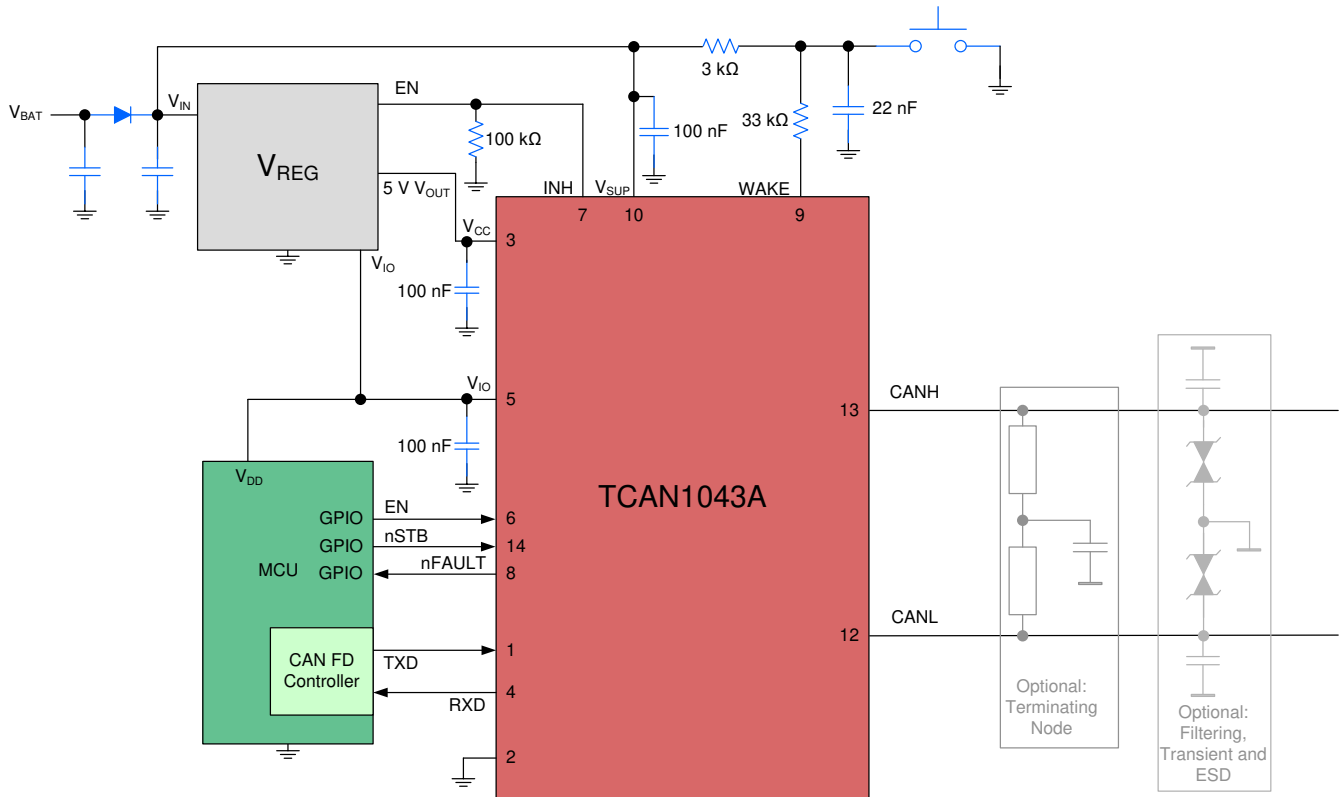 3 kΩ
EN
V_BAT
V_IN
100 kΩ
100 nF
33 kΩ
22 nF
V_REG
5 V V_OUT
INH
V_SUP
WAKE
7
10
9
V_CC
3
V_IO
100 nF
V_IO
5
CANH
13
100 nF
V_DD
TCAN1043A
GPIO
EN
6
GPIO
nSTB
14
MCU
GPIO
nFAULT
8
CANL
12
CAN FD
Controller
TXD
1
RXD
4
2
Optional:
Terminating
Node
Optional:
Filtering,
Transient and
ESD